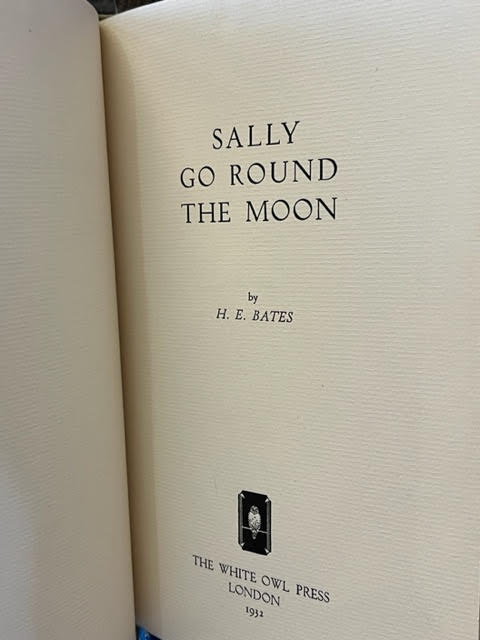 SALLY
GO ROUND
THE MOON
by
H. E. BATES
THE WHITE OWL PRESS
LONDON
1932